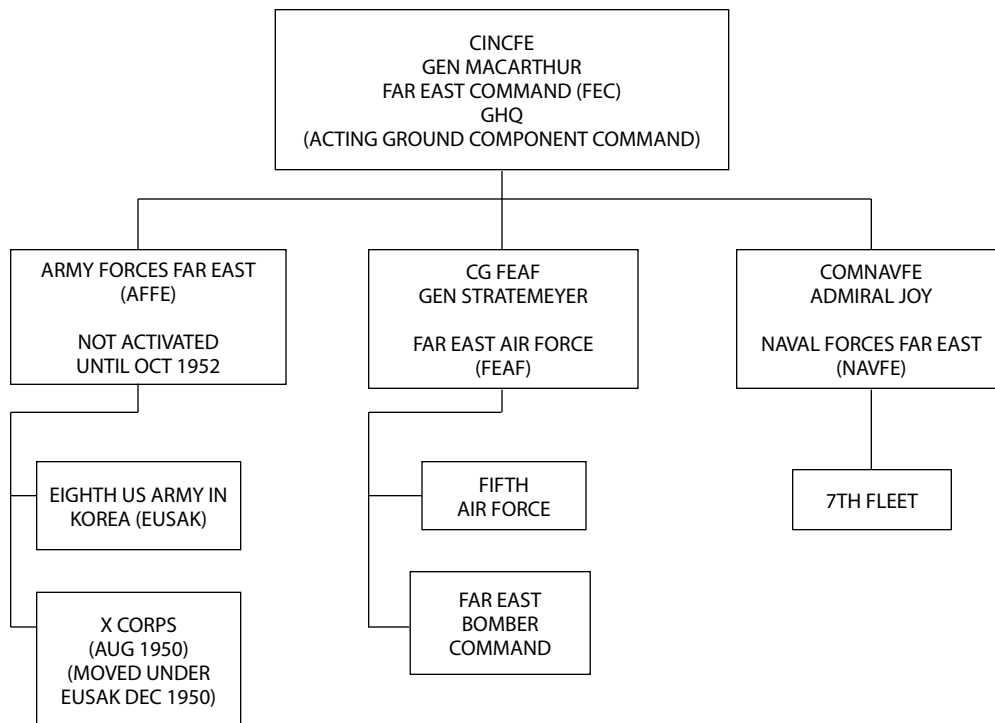 CINCFE
GEN MACARTHUR
FAR EAST COMMAND (FEC)
GHQ
(ACTING GROUND COMPONENT COMMAND)
ARMY FORCES FAR EAST
(AFFE)
NOT ACTIVATED
UNTIL OCT 1952
CG FEAF
GEN STRATEMEYER
FAR EAST AIR FORCE
(FEAF)
COMNAVFE
ADMIRAL JOY
NAVAL FORCES FAR EAST
(NAVFE)
EIGHTH US ARMY IN
KOREA (EUSAK)
FIFTH
AIR FORCE
7TH FLEET
X CORPS
(AUG 1950)
(MOVED UNDER
EUSAK DEC 1950)
FAR EAST
BOMBER
COMMAND